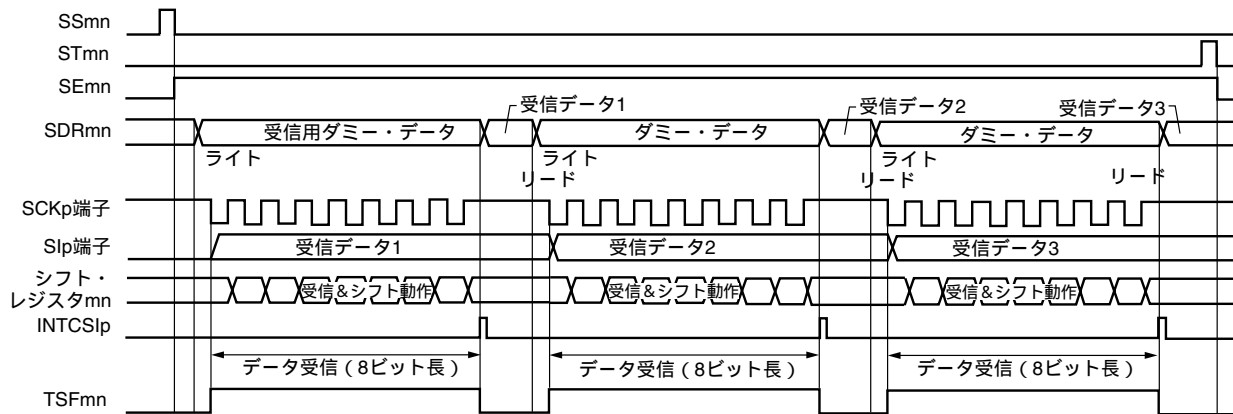 SSmn
STmn
SEmn
受信データ1
受信データ2
受信データ3
SDRmn
受信用ダミー・データ
ダミー・データ
ダミー・データ
ライト
ライト
ライト
リード
リード
リード
SCKp端子
SIp端子
受信データ1
受信データ2
受信データ3
シフト・
レジスタmn
受信&シフト動作
受信&シフト動作
受信&シフト動作
INTCSIp
データ受信(8ビット長)
データ受信(8ビット長)
データ受信(8ビット長)
TSFmn